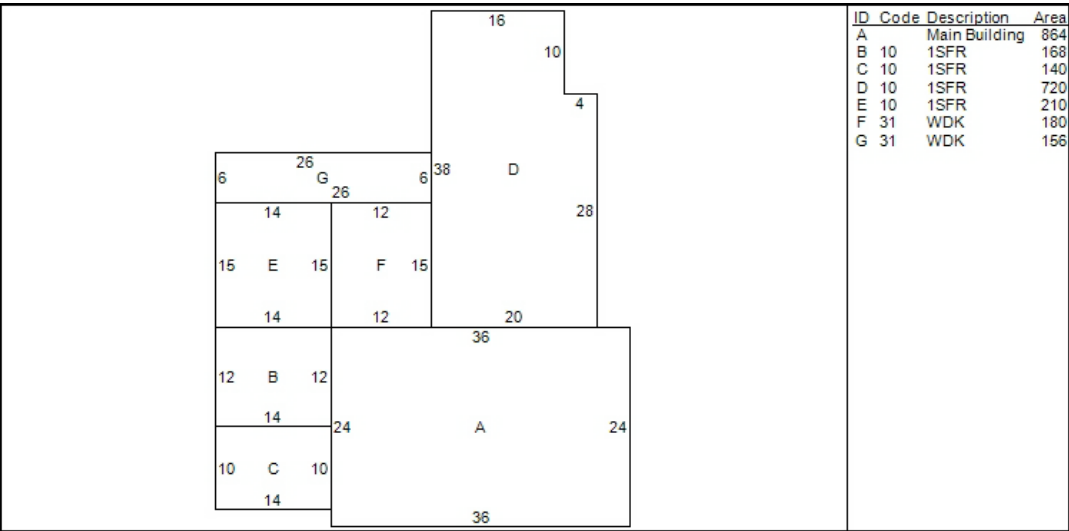 16
10
4
26
6 G 6
26
38 D
14 12
28
15 E 15 F 15
14 12 20
36
12 B 12
14
24 A 24
10 C 10
14
36
ID Code Description Area
A Main Building 864
B 10 1SFR 168
C 10 1SFR 140
D 10 1SFR 720
E 10 1SFR 210
F 31 WDK 180
G 31 WDK 156